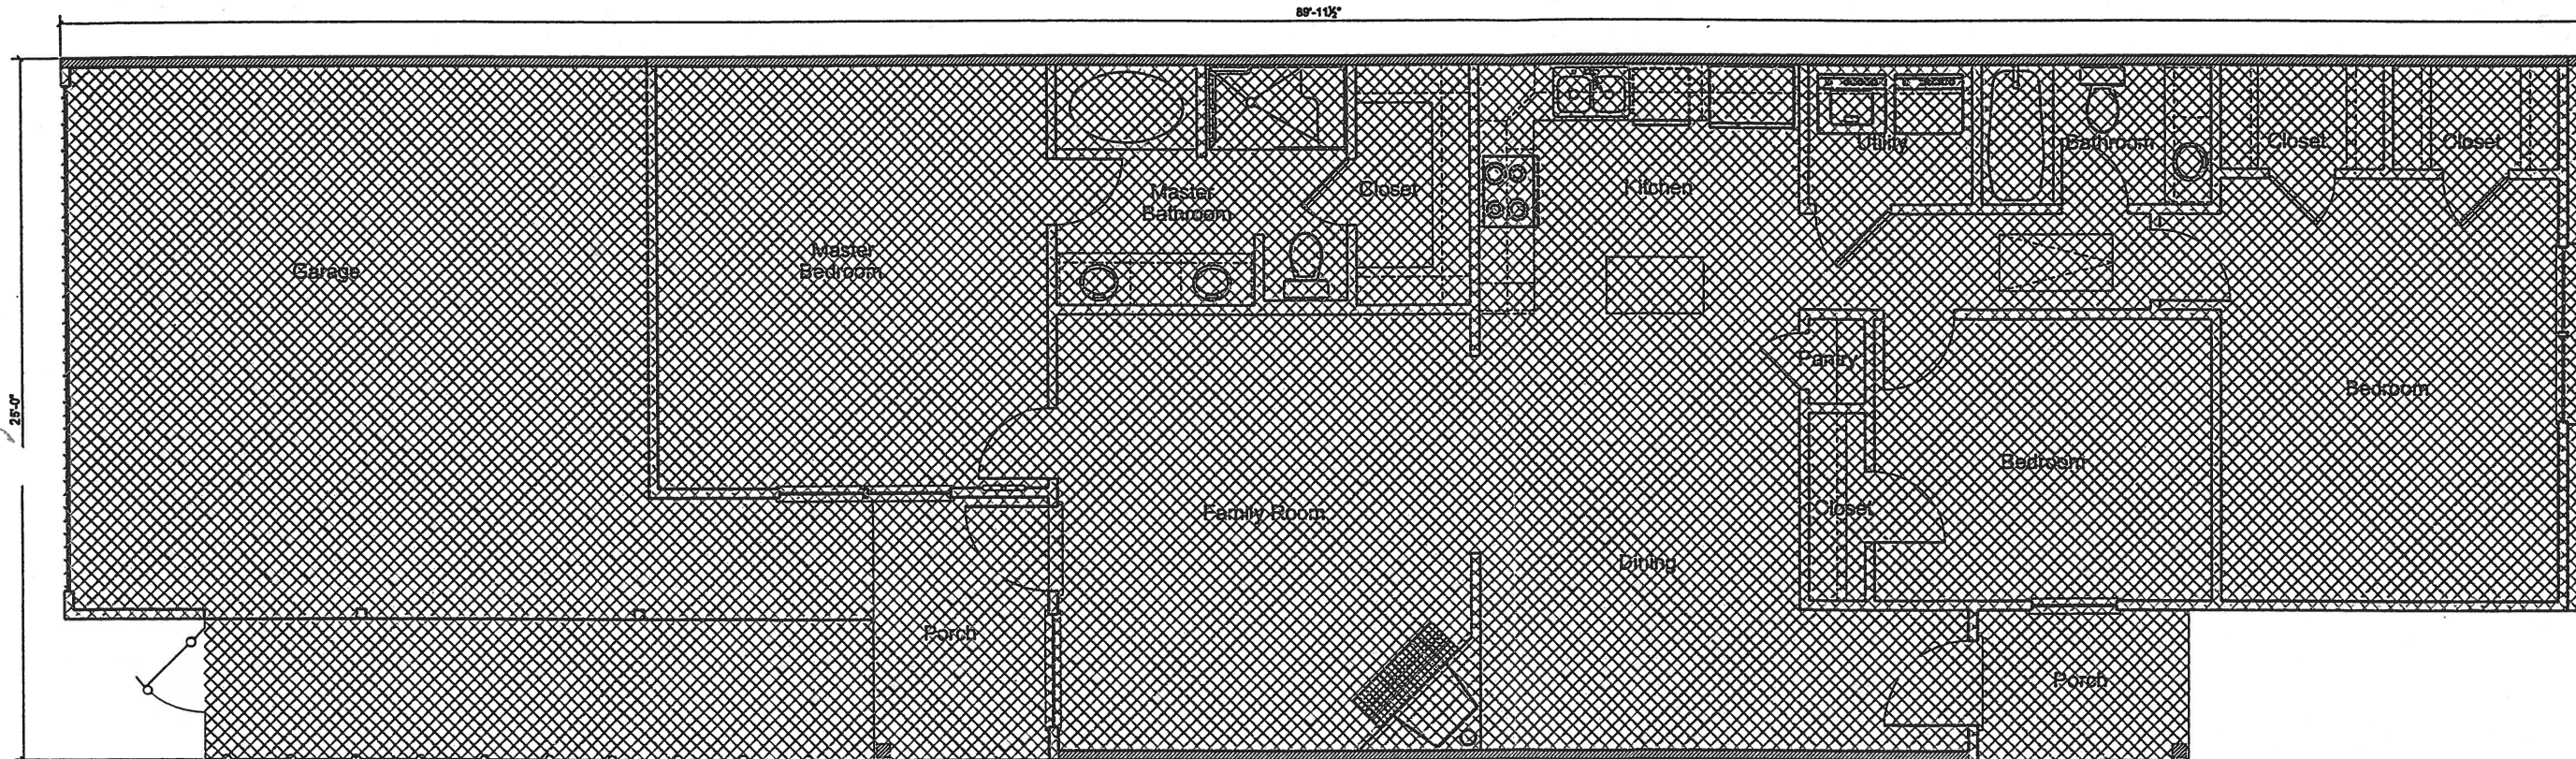 89'-11½"
25'-0"
Garage
Master
Bedroom
Master
Bathroom
Closet
Kitchen
Utility
Bathroom
Closet
Closet
Pantry
Bedroom
Bedroom
Closet
Family Room
Dining
Porch
Porch